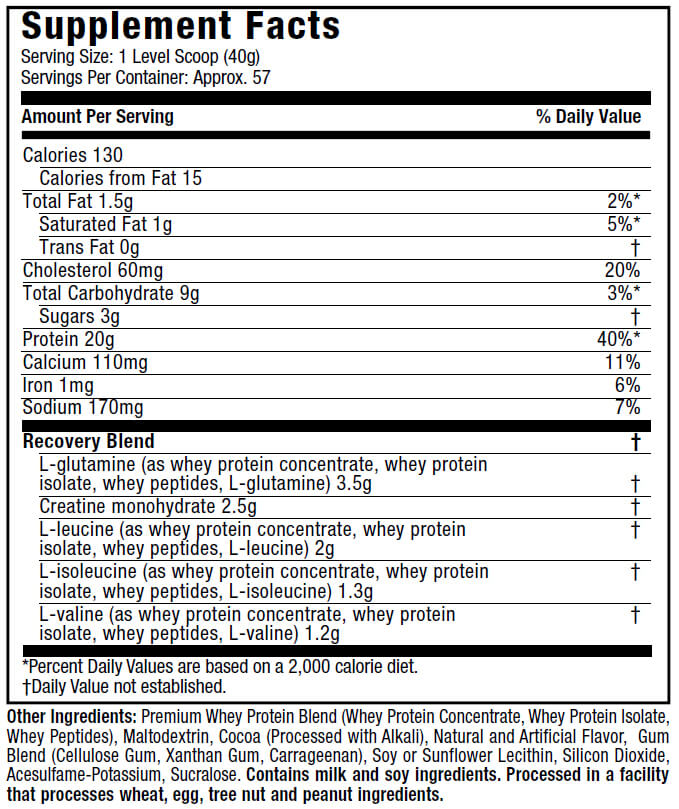 Supplement Facts
Serving Size: 1 Level Scoop (40g)
Servings Per Container: Approx. 57
Amount Per Serving % Daily Value
Calories 130
Calories from Fat 15
Total Fat 1.5g 2%*
Saturated Fat 1g 5%*
Trans Fat 0g †
Cholesterol 60mg 20%
Total Carbohydrate 9g 3%*
Sugars 3g †
Protein 20g 40%*
Calcium 110mg 11%
Iron 1mg 6%
Sodium 170mg 7%
Recovery Blend †
L-glutamine (as whey protein concentrate, whey protein
isolate, whey peptides, L-glutamine) 3.5g †
Creatine monohydrate 2.5g †
L-leucine (as whey protein concentrate, whey protein †
isolate, whey peptides, L-leucine) 2g
L-isoleucine (as whey protein concentrate, whey protein †
isolate, whey peptides, L-isoleucine) 1.3g
L-valine (as whey protein concentrate, whey protein †
isolate, whey peptides, L-valine) 1.2g
*Percent Daily Values are based on a 2,000 calorie diet.
†Daily Value not established.
Other Ingredients: Premium Whey Protein Blend (Whey Protein Concentrate, Whey Protein Isolate,
Whey Peptides), Maltodextrin, Cocoa (Processed with Alkali), Natural and Artificial Flavor, Gum
Blend (Cellulose Gum, Xanthan Gum, Carrageenan), Soy or Sunflower Lecithin, Silicon Dioxide,
Acesulfame-Potassium, Sucralose. Contains milk and soy ingredients. Processed in a facility
that processes wheat, egg, tree nut and peanut ingredients.